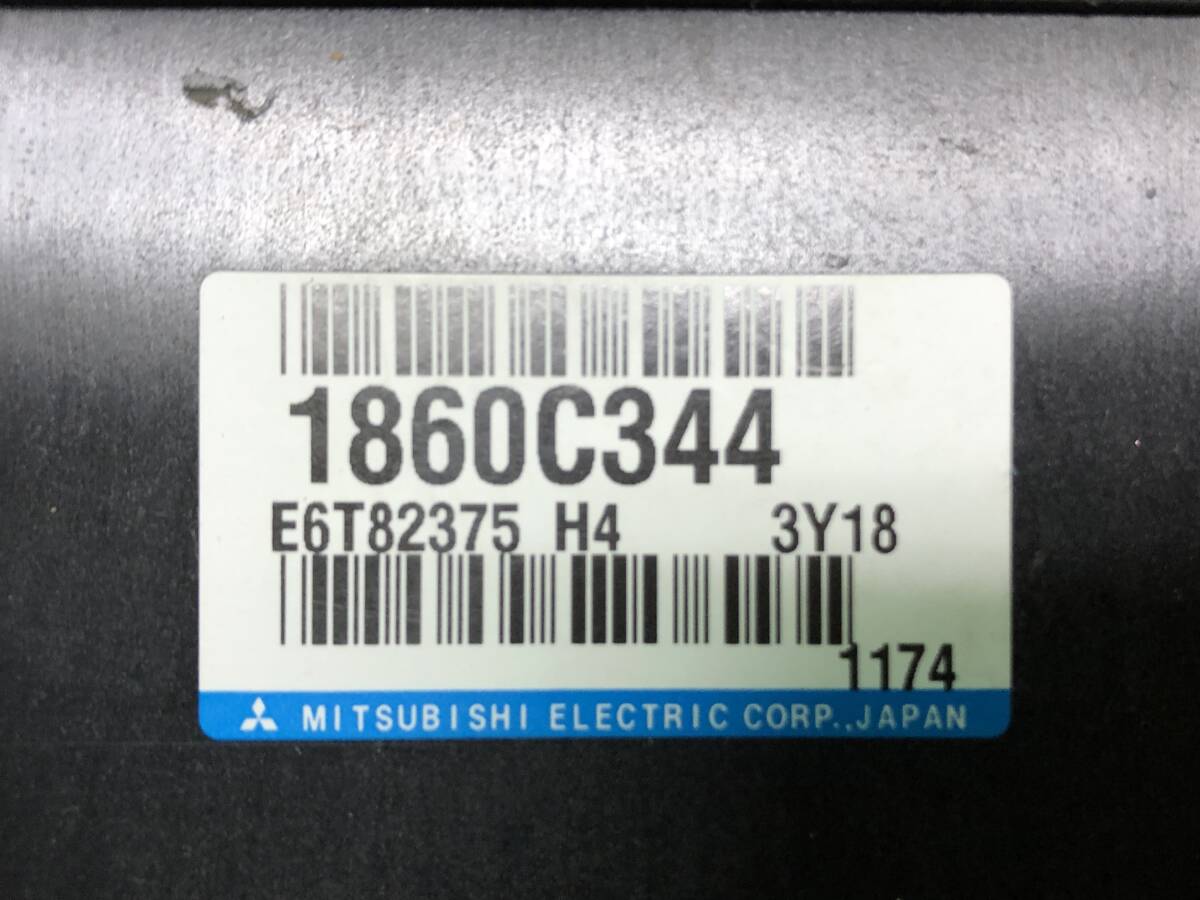 1860C344
E6T82375 H4 3Y18
1174
MITSUBISHI ELECTRIC CORP.,JAPAN